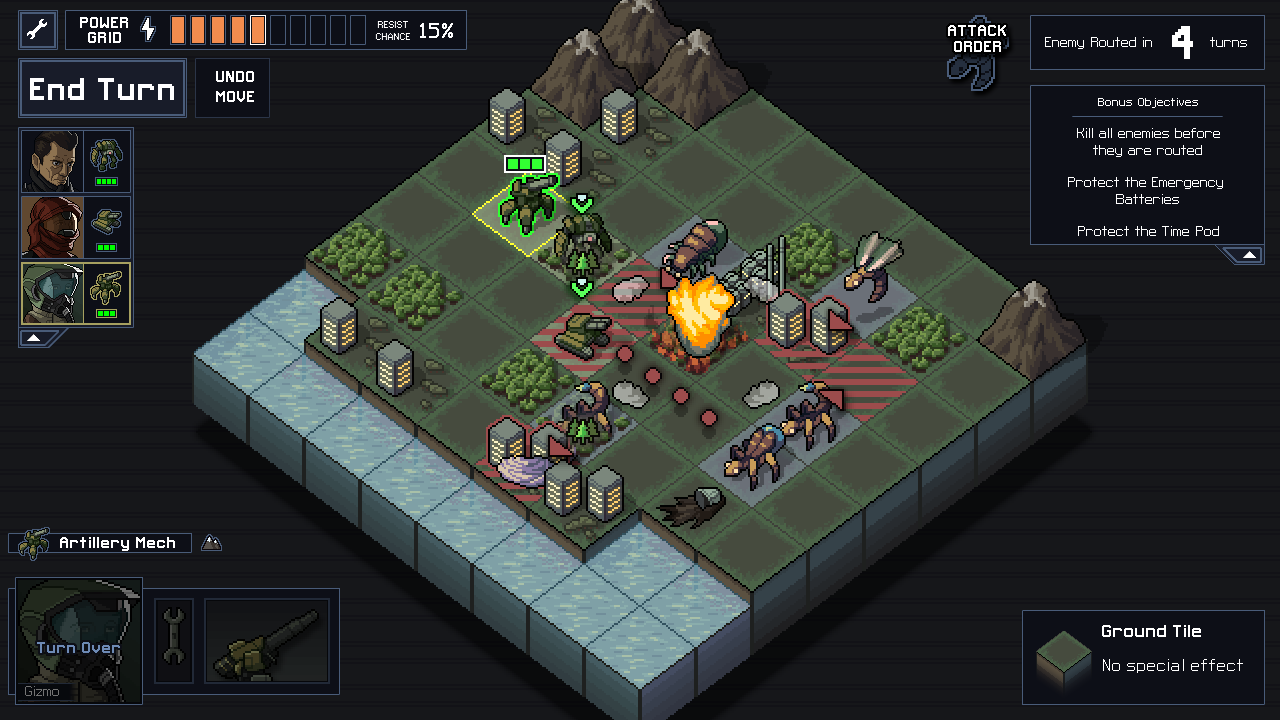 POWER
GRID
RESIST
CHANCE
15%
End Turn
UNDO
MOVE
ATTACK
ORDER
Enemy Routed in 4 turns
Bonus Objectives
Kill all enemies before
they are routed
Protect the Emergency
Batteries
Protect the Time Pod
Artillery Mech
Turn Over
Gizmo
Ground Tile
No special effect